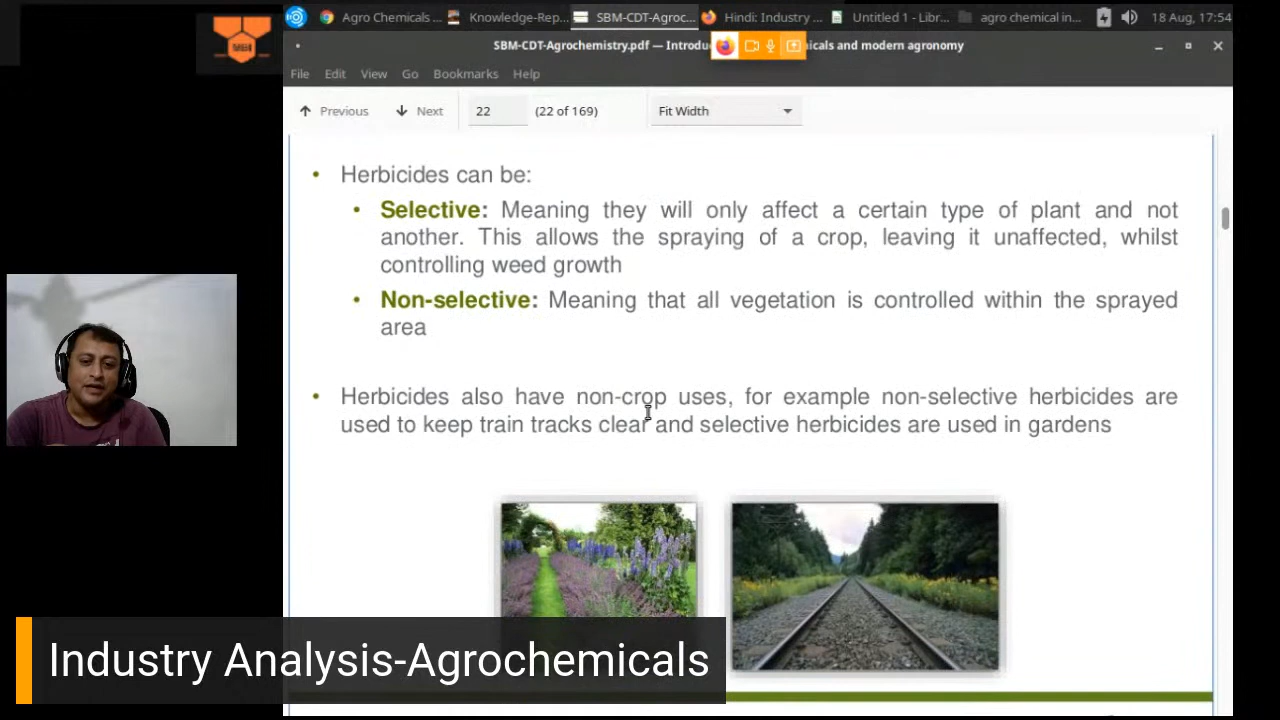 Agro Chemicals ...
Knowledge-Rep...
SBM-CDT-Agroc...
Hindi: Industry ...
Untitled 1 - Libr...
agro chemical in...
18 Aug, 17:54
SBM-CDT-Agrochemistry.pdf — Introdu
icals and modern agronomy
File Edit View Go Bookmarks Help
Previous Next 22 (22 of 169) Fit Width
• Herbicides can be:
• Selective: Meaning they will only affect a certain type of plant and not
another. This allows the spraying of a crop, leaving it unaffected, whilst
controlling weed growth
• Non-selective: Meaning that all vegetation is controlled within the sprayed
area
• Herbicides also have non-crop uses, for example non-selective herbicides are
used to keep train tracks clear and selective herbicides are used in gardens
Industry Analysis-Agrochemicals